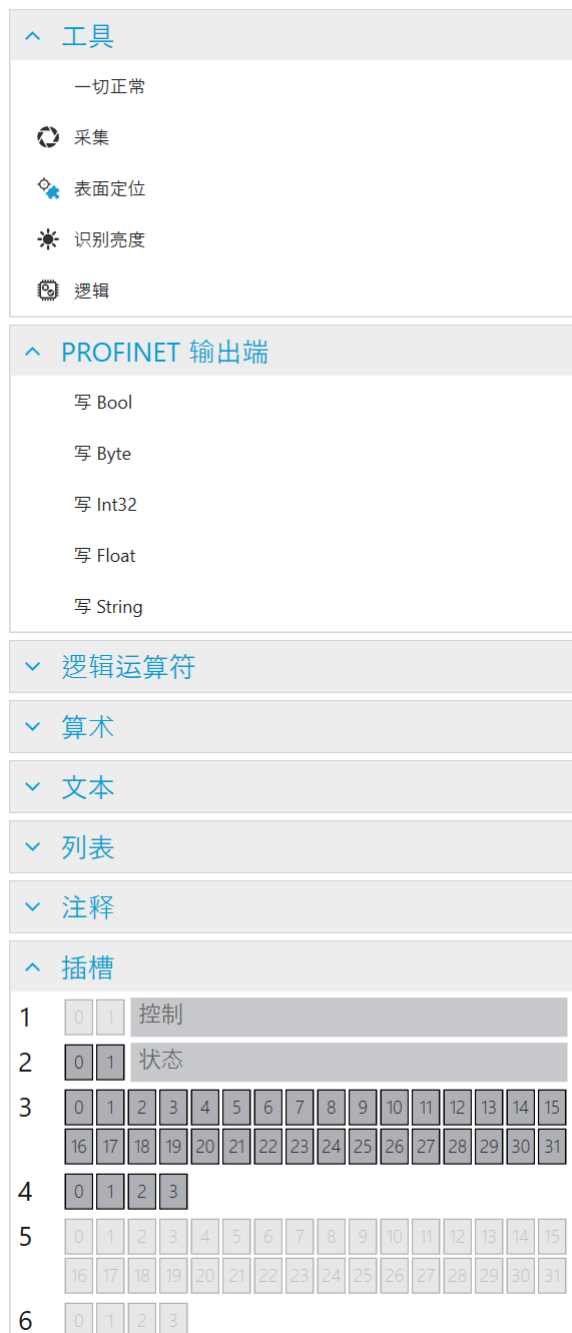 工具
一切正常
采集
表面定位
识别亮度
逻辑
PROFINET 输出端
写 Bool
写 Byte
写 Int32
写 Float
写 String
逻辑运算符
算术
文本
列表
注释
插槽
1 0 1 控制
2 0 1 状态
3 0 1 2 3 4 5 6 7 8 9 10 11 12 13 14 15
16 17 18 19 20 21 22 23 24 25 26 27 28 29 30 31
4 0 1 2 3
5 0 1 2 3 4 5 6 7 8 9 10 11 12 13 14 15
16 17 18 19 20 21 22 23 24 25 26 27 28 29 30 31
6 0 1 2 3